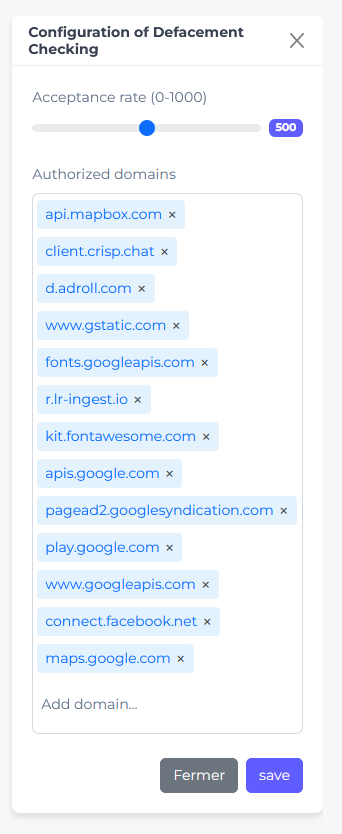 Configuration of Defacement
Checking
Acceptance rate (0-1000)
500
Authorized domains
api.mapbox.com ×
client.crisp.chat ×
d.adroll.com ×
www.gstatic.com ×
fonts.googleapis.com ×
r.lr-ingest.io ×
kit.fontawesome.com ×
apis.google.com ×
pagead2.googlesyndication.com ×
play.google.com ×
www.googleapis.com ×
connect.facebook.net ×
maps.google.com ×
Add domain...
Fermer save